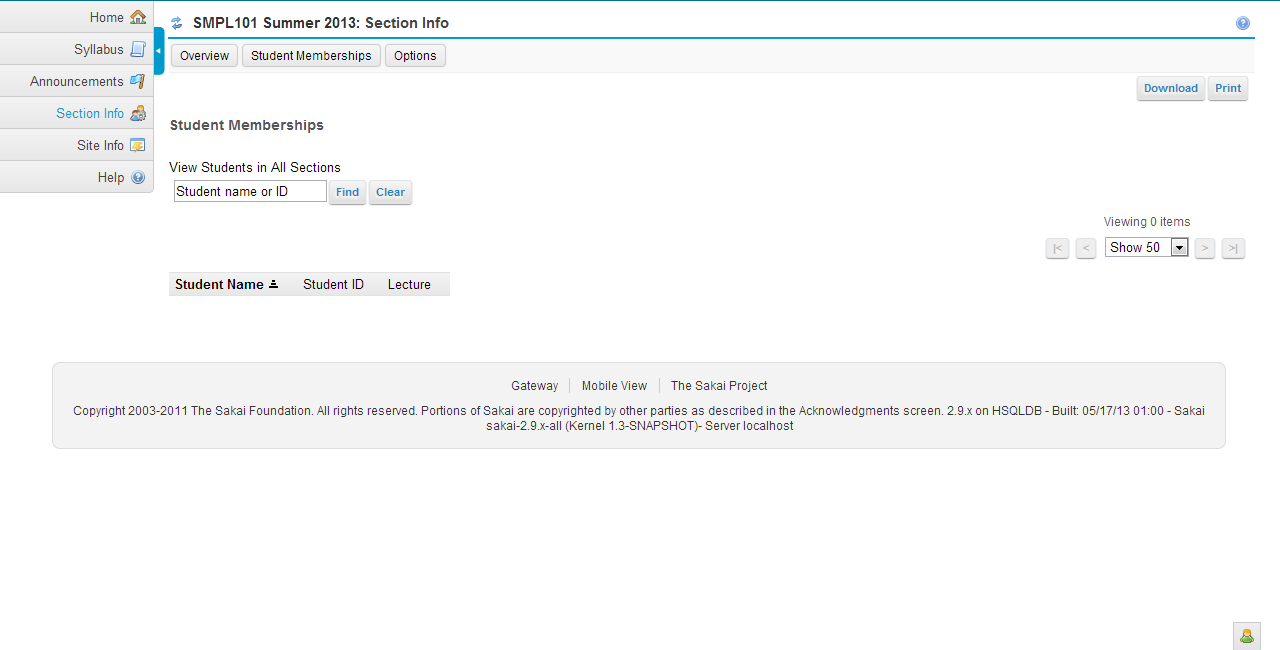 Home
Syllabus
Announcements
Section Info
Site Info
Help
SMPL101 Summer 2013: Section Info
Overview Student Memberships Options
Download Print
Student Memberships
View Students in All Sections
Student name or ID Find Clear
Viewing 0 items
|< < Show 50 > >|
Student Name Student ID Lecture
Gateway Mobile View The Sakai Project
Copyright 2003-2011 The Sakai Foundation. All rights reserved. Portions of Sakai are copyrighted by other parties as described in the Acknowledgments screen. 2.9.x on HSQLDB - Built: 05/17/13 01:00 - Sakai
sakai-2.9.x-all (Kernel 1.3-SNAPSHOT)- Server localhost